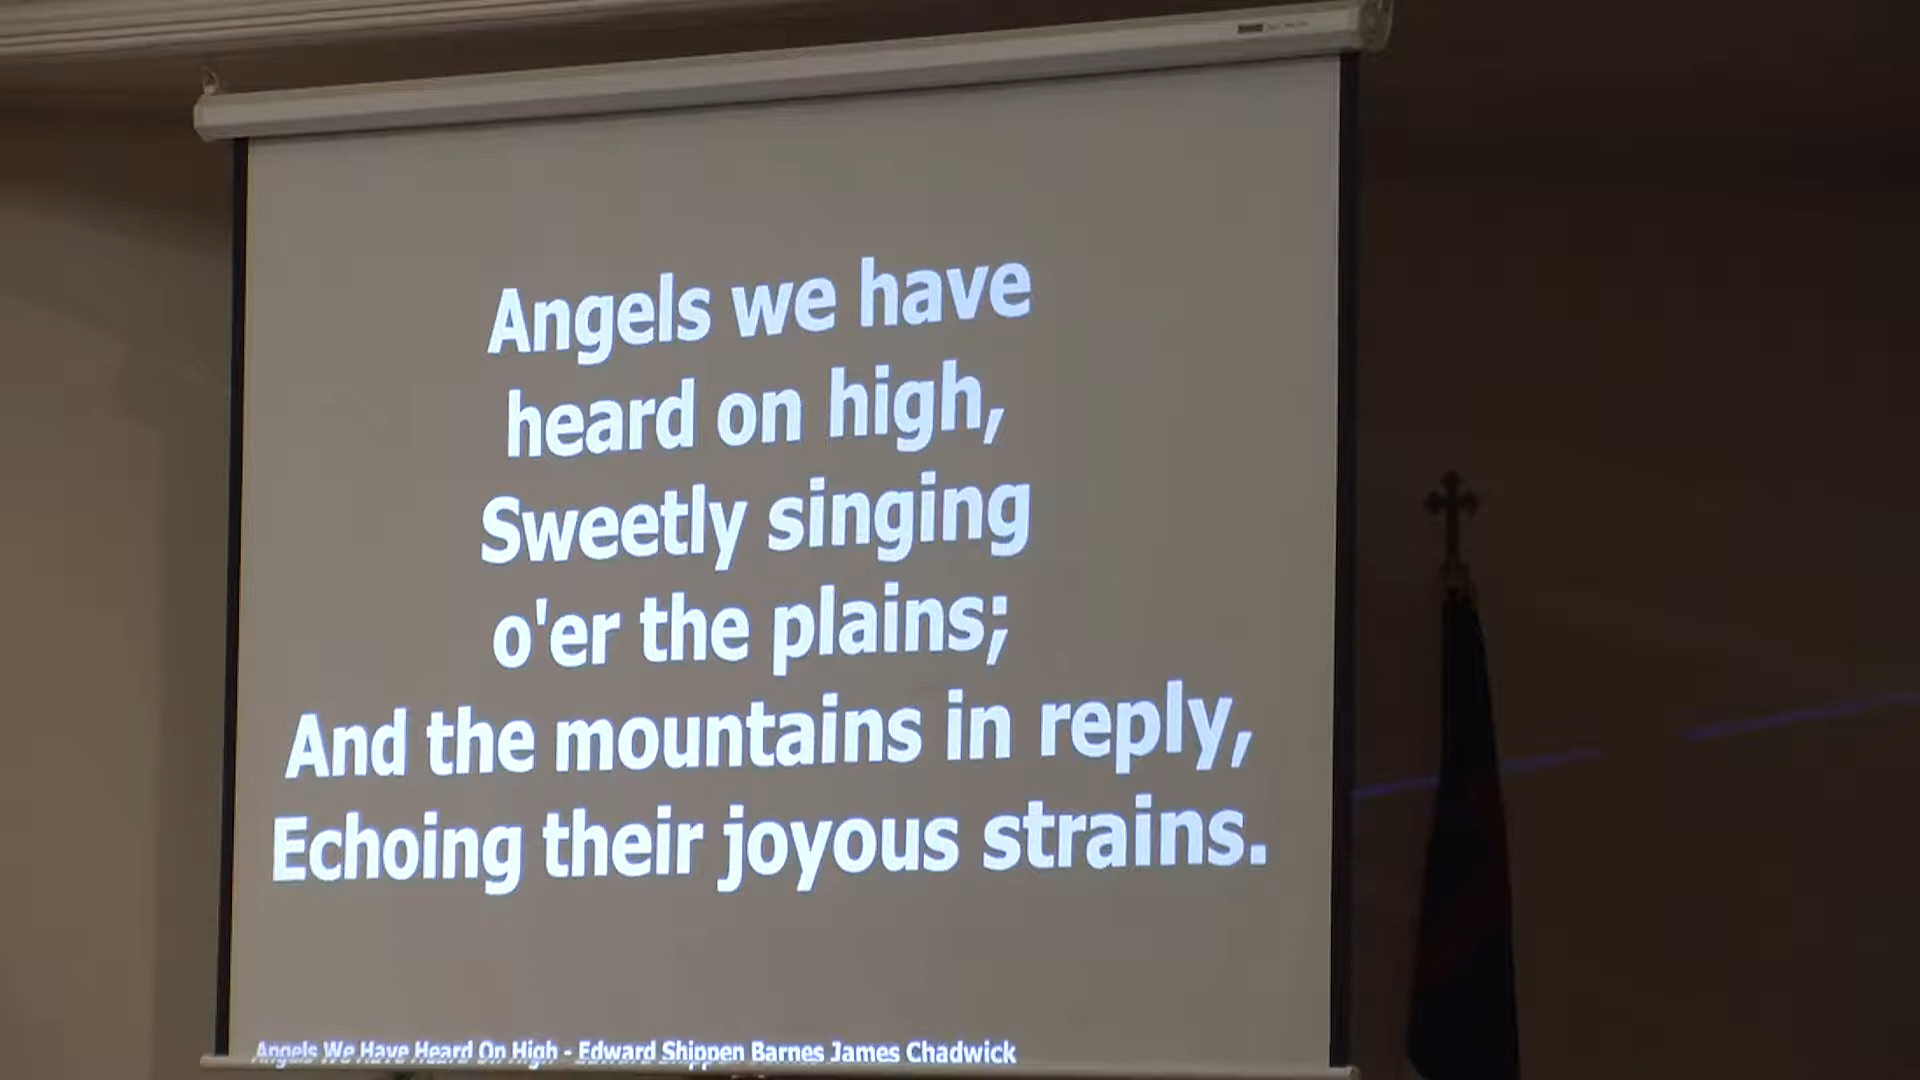 Angels we have
heard on high,
Sweetly singing
o'er the plains;
And the mountains in reply,
Echoing their joyous strains.
Angels We Have Heard On High - Edward Shippen Barnes James Chadwick